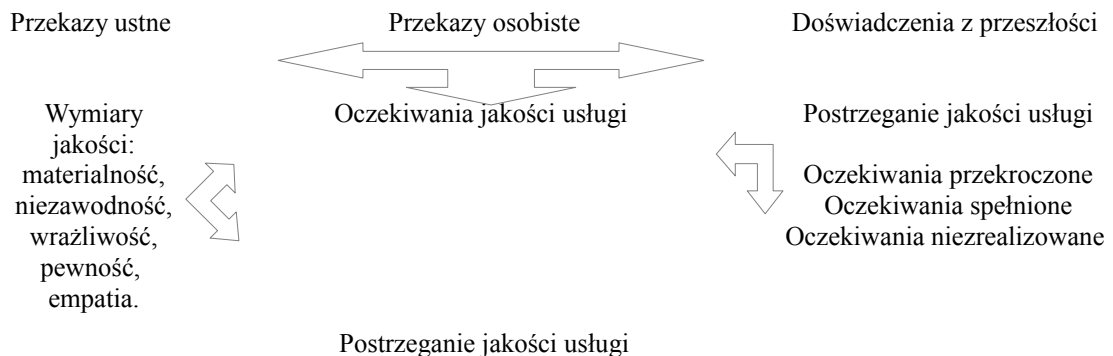 Przekazy ustne
Przekazy osobiste
Doświadczenia z przeszłości
Wymiary
jakości:
materialność,
niezawodność,
wrażliwość,
pewność,
empatia.
Oczekiwania jakości usługi
Postrzeganie jakości usługi
Oczekiwania przekroczone
Oczekiwania spełnione
Oczekiwania niezrealizowane
Postrzeganie jakości usługi